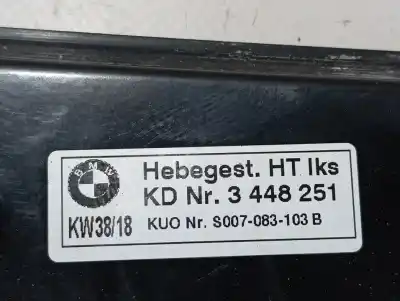 BMW
Hebegest. HT lks
KD Nr. 3 448 251
KW38/18
KUO Nr. S007-083-103 B